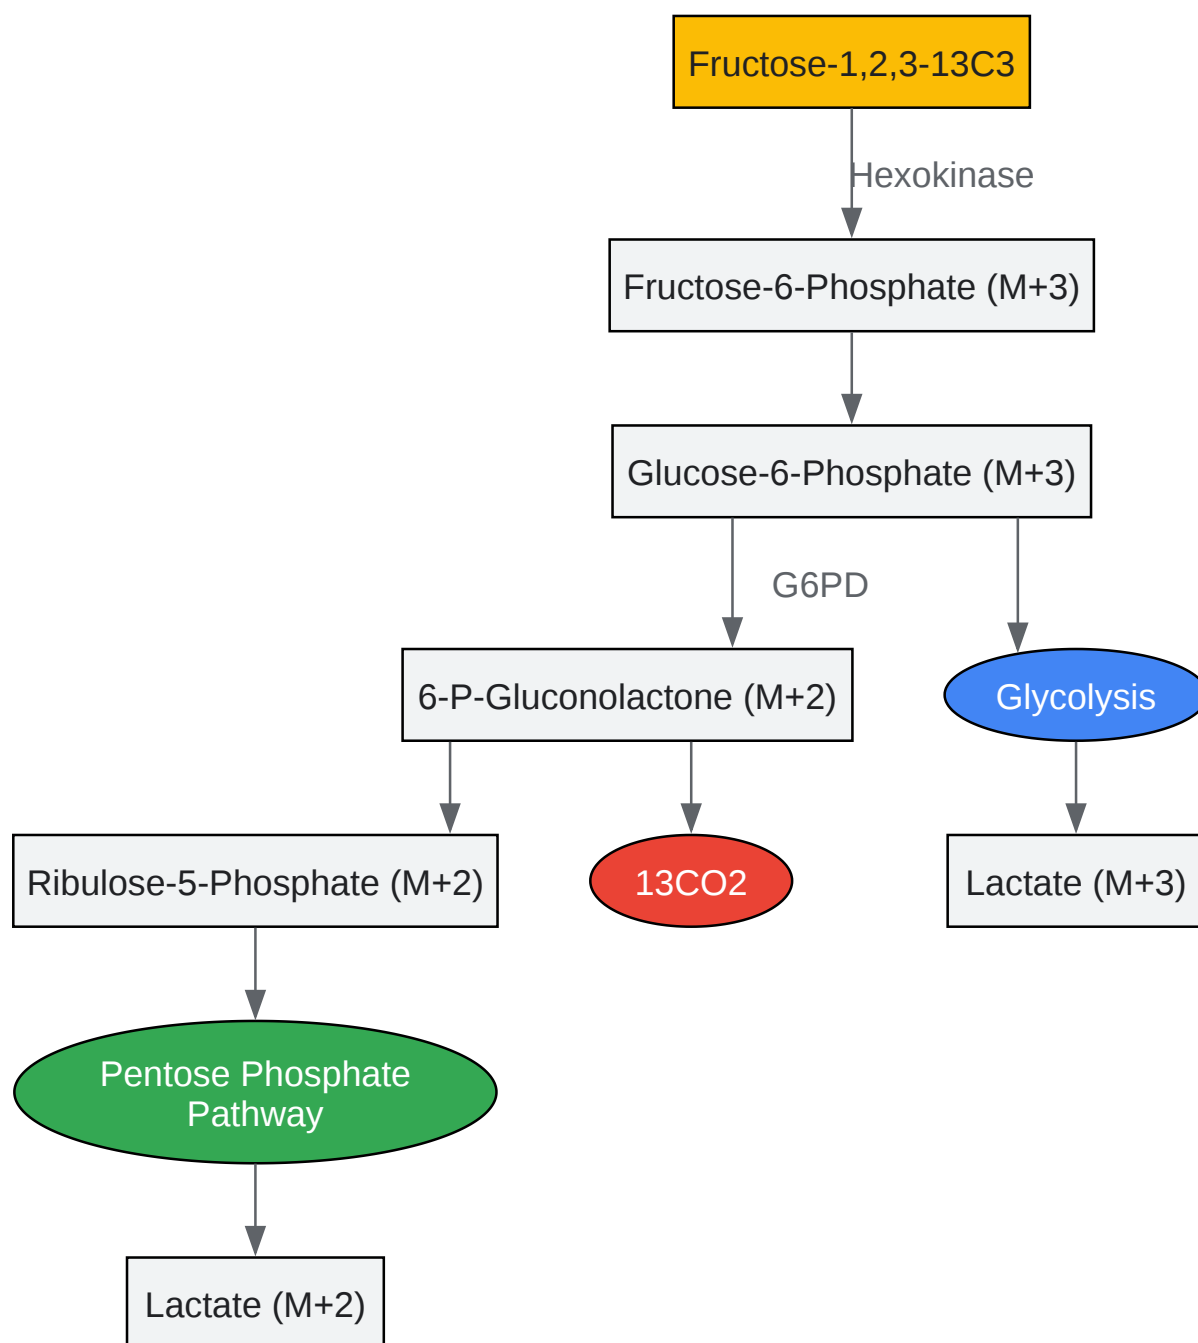 Fructose-1,2,3-13C3
Hexokinase
Fructose-6-Phosphate (M+3)
Glucose-6-Phosphate (M+3)
G6PD
6-P-Gluconolactone (M+2)
Glycolysis
Ribulose-5-Phosphate (M+2)
13CO2
Lactate (M+3)
Pentose Phosphate
Pathway
Lactate (M+2)